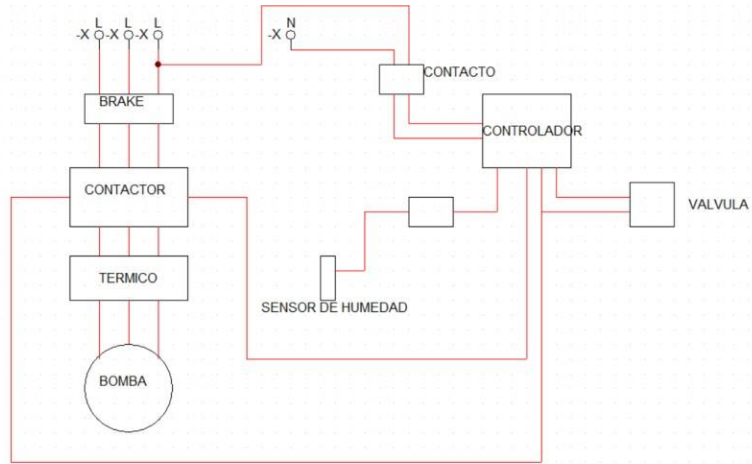 L L L N
-X -X -X -X
CONTACTO
BRAKE
CONTROLADOR
CONTACTOR
VALVULA
TERMICO
SENSOR DE HUMEDAD
BOMBA